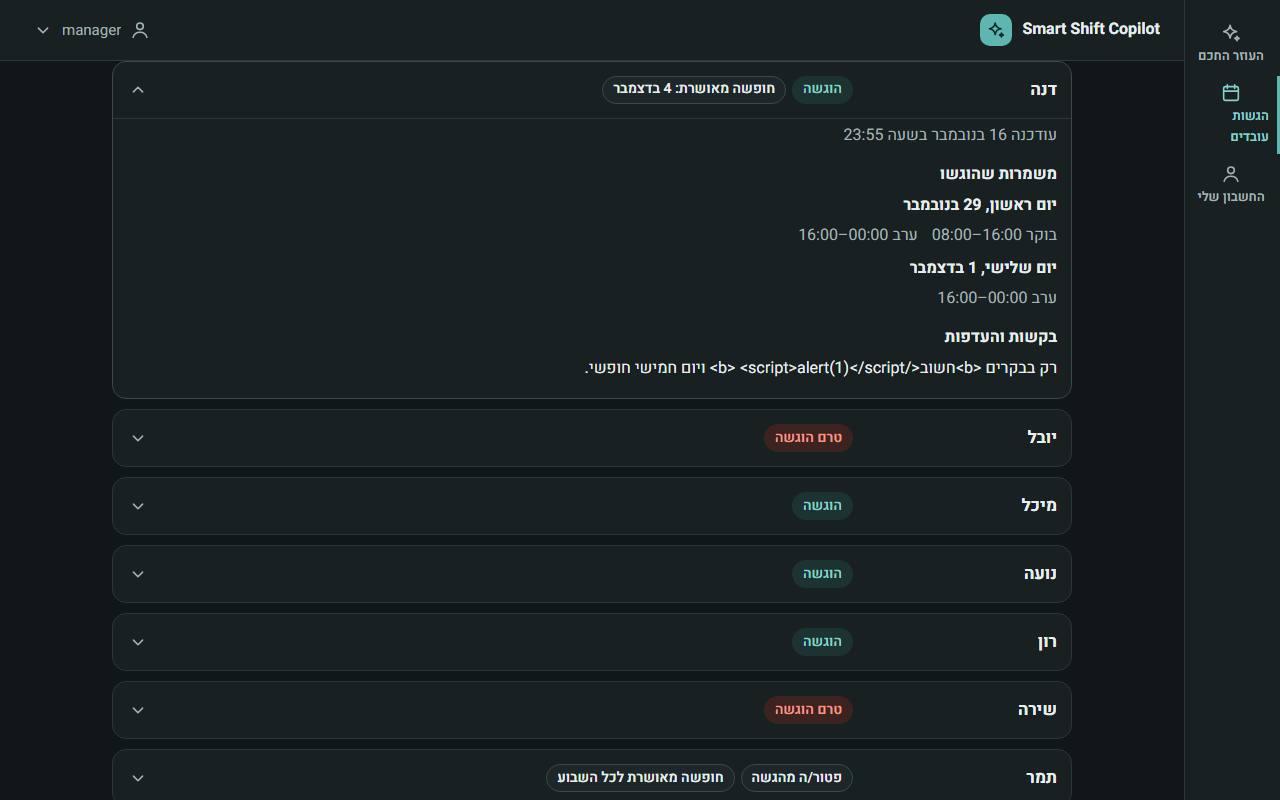 העוזר החכם
הגשות
עובדים
החשבון שלי
Smart Shift Copilot
manager
דנה
הוגשה
חופשה מאושרת: 4 בדצמבר
עודכנה 16 בנובמבר בשעה 23:55
משמרות שהוגשו
יום ראשון, 29 בנובמבר
בוקר 08:00–16:00 ערב 16:00–00:00
יום שלישי, 1 בדצמבר
ערב 16:00–00:00
בקשות והעדפות
רק בבקרים <b>חשוב</b> <script>alert(1)</script> ויום חמישי חופשי.
יובל
טרם הוגשה
מיכל
הוגשה
נועה
הוגשה
רון
הוגשה
שירה
טרם הוגשה
תמר
פטור/ה מהגשה
חופשה מאושרת לכל השבוע